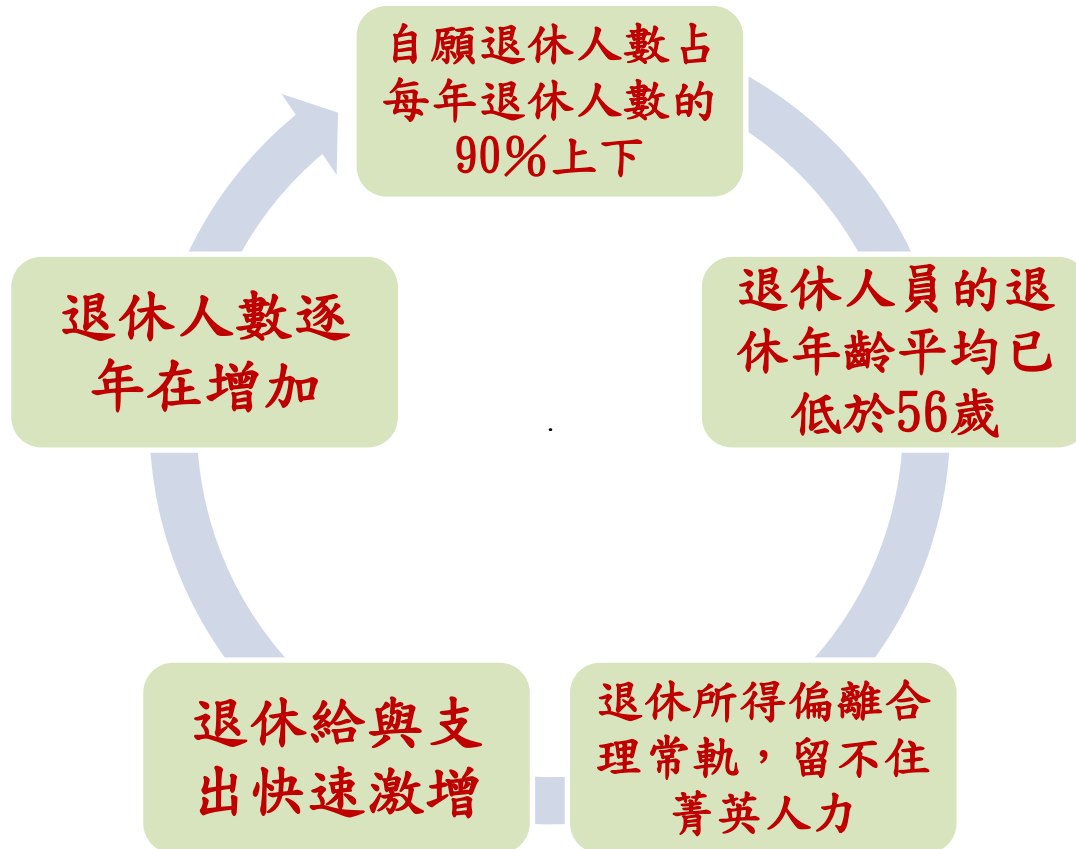 自願退休人數占
每年退休人數的
90%上下
退休人員的退
休年齡平均已
低於56歲
退休所得偏離合
理常軌，留不住
菁英人力
退休給與支
出快速激增
退休人數逐
年在增加